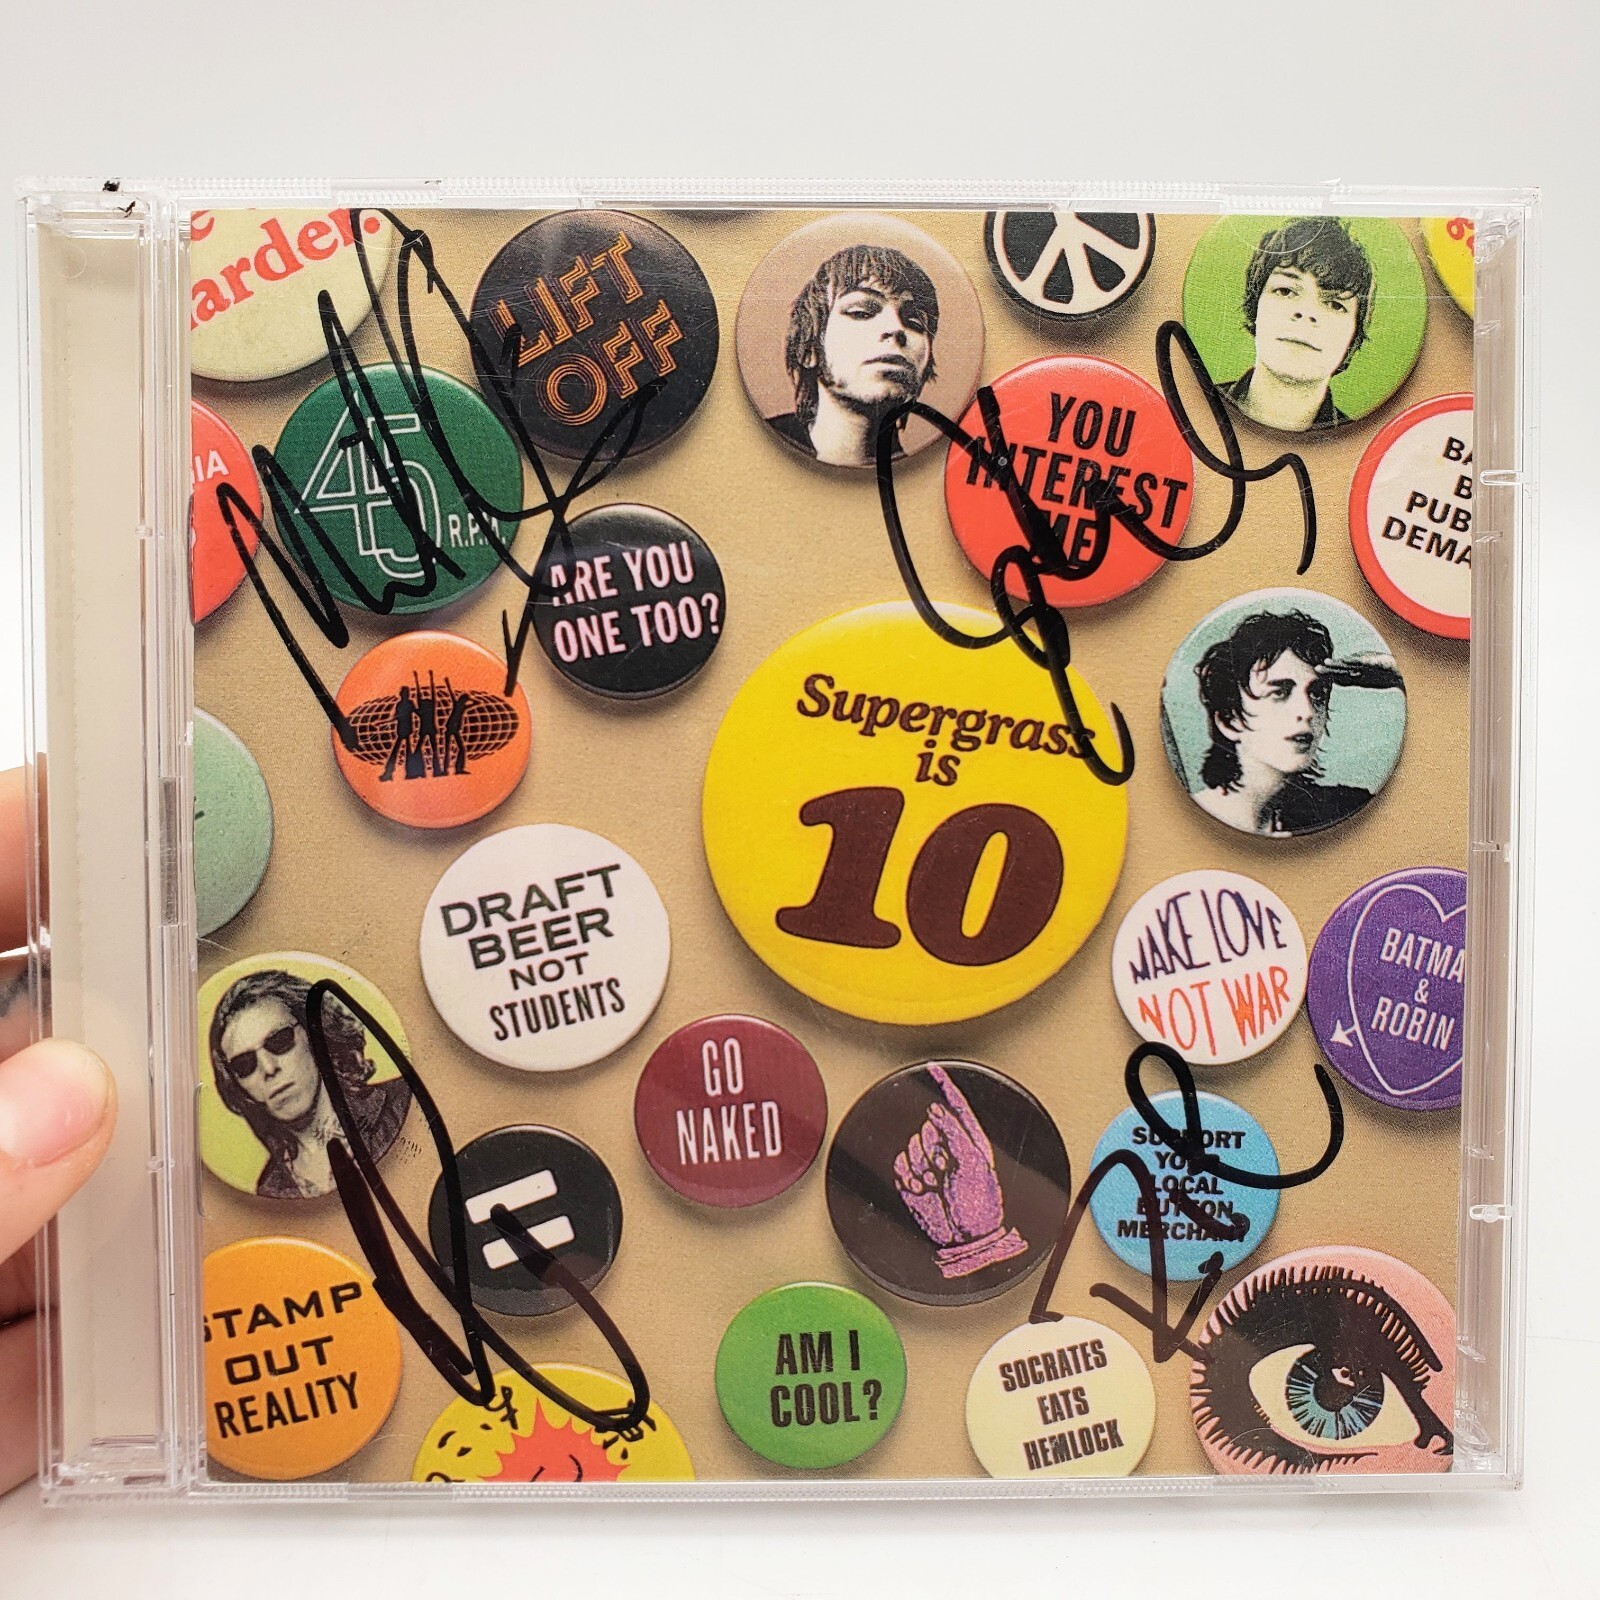 harder.
LIFT
OFF
45
R.P.M.
YOU
INTEREST
ME
PUB
DEMA
ARE YOU
ONE TOO?
Supergrass
is
10
DRAFT
BEER
NOT
STUDENTS
MAKE LOVE
NOT WAR
BATMA
&
ROBIN
GO
NAKED
SUPPORT
YOUR
LOCAL
BUTTON
MERCHANT
STAMP
OUT
REALITY
AM I
COOL?
SOCRATES
EATS
HEMLOCK